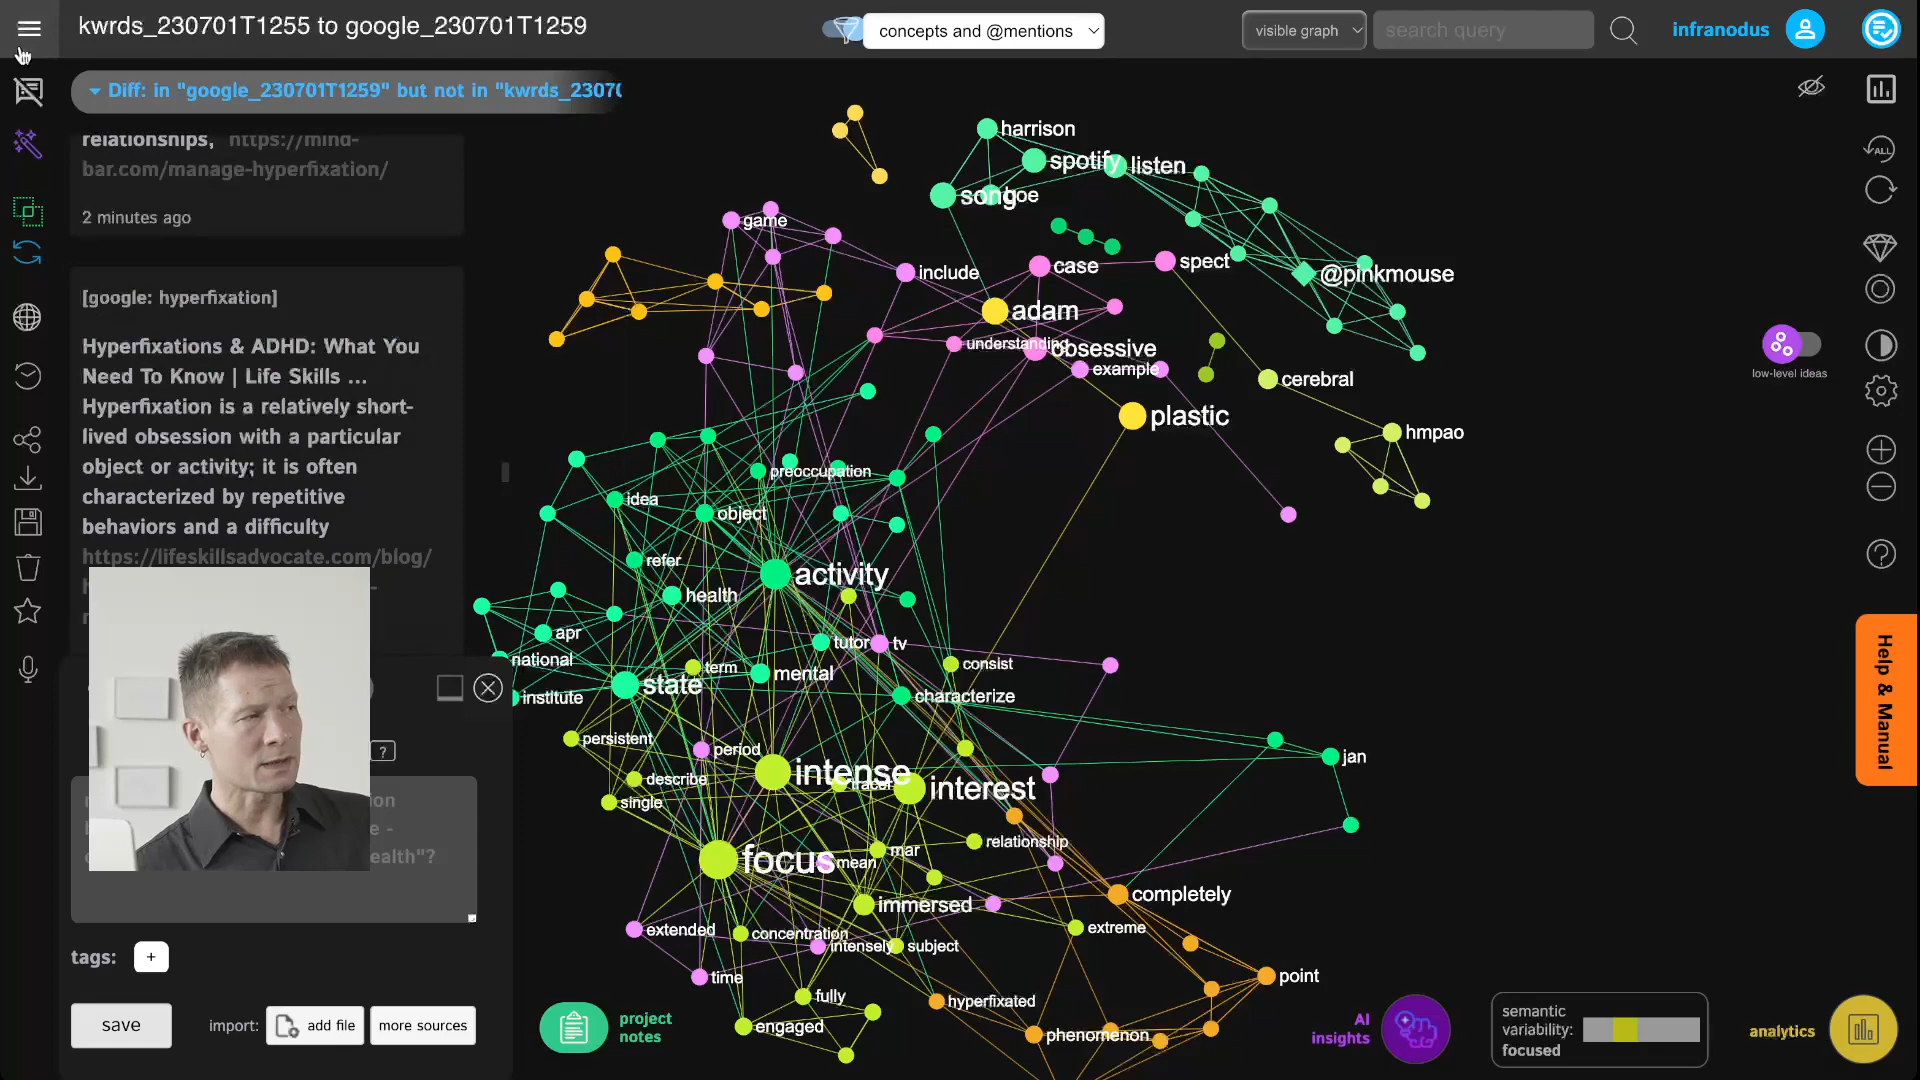 kwrds_230701T1255 to google_230701T1259
concepts and @mentions
visible graph
search query
infranodus
Diff: in "google_230701T1259" but not in "kwrds_2307
relationships, https://mind-
bar.com/manage-hyperfixation/
2 minutes ago
[google: hyperfixation]
Hyperfixations & ADHD: What You
Need To Know | Life Skills ...
Hyperfixation is a relatively short-
lived obsession with a particular
object or activity; it is often
characterized by repetitive
behaviors and a difficulty
https://lifeskillsadvocate.com/blog/
?
ealth"?
tags: +
save
import: add file
more sources
harrison
spotify
listen
song
game
include
case
spect
@pinkmouse
adam
understanding
obsessive
example
cerebral
plastic
hmpao
preoccupation
idea
object
refer
activity
health
apr
tutor
tv
national
term
mental
consist
state
institute
characterize
persistent
period
jan
describe
intense
tracer
interest
single
relationship
focus
mean
mar
completely
immersed
extended
concentration
extreme
intensely
subject
time
point
fully
hyperfixated
engaged
phenomenon
project
notes
AI
insights
semantic
variability:
focused
analytics
ALL
low-level ideas
?
Help & Manual